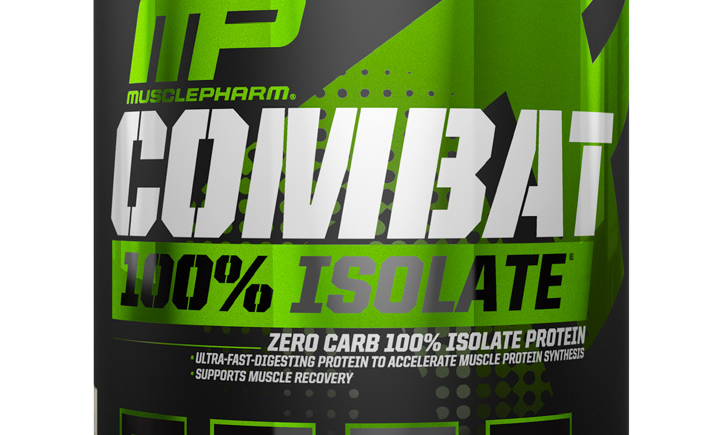 MP
MUSCLEPHARM®
COMBAT
100% ISOLATE
ZERO CARB 100% ISOLATE PROTEIN
• ULTRA-FAST-DIGESTING PROTEIN TO ACCELERATE MUSCLE PROTEIN SYNTHESIS
• SUPPORTS MUSCLE RECOVERY